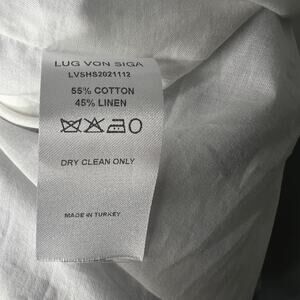 LUG VON SIGA
LVSHS2021112
55% COTTON
45% LINEN
DRY CLEAN ONLY
MADE IN TURKEY